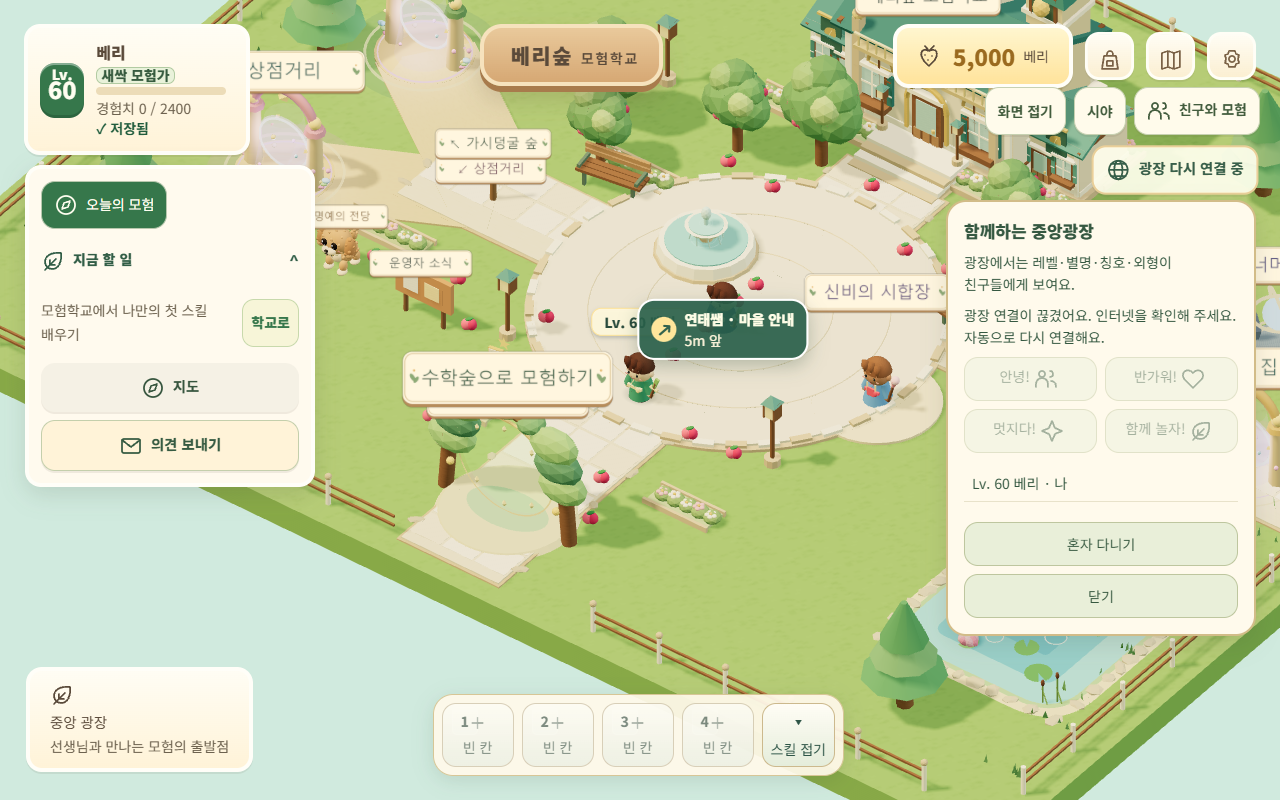 베리
Lv.
60
새싹 모험가
경험치 0 / 2400
✓ 저장됨
상점거리
베리숲 모험학교
5,000 베리
화면 접기
시야
친구와 모험
광장 다시 연결 중
오늘의 모험
지금 할 일
^
모험학교에서 나만의 첫 스킬
배우기
학교로
지도
의견 보내기
↖ 가시덩굴 숲
↙ 상점거리
명예의 전당
운영자 소식
신비의 시합장
Lv. 60
연태쌤 · 마을 안내
5m 앞
수학숲으로 모험하기
함께하는 중앙광장
광장에서는 레벨·별명·칭호·외형이
친구들에게 보여요.
광장 연결이 끊겼어요. 인터넷을 확인해 주세요.
자동으로 다시 연결해요.
안녕!
반가워!
멋지다!
함께 놀자!
Lv. 60 베리 · 나
혼자 다니기
닫기
집
중앙 광장
선생님과 만나는 모험의 출발점
1
빈 칸
2
빈 칸
3
빈 칸
4
빈 칸
▾
스킬 접기